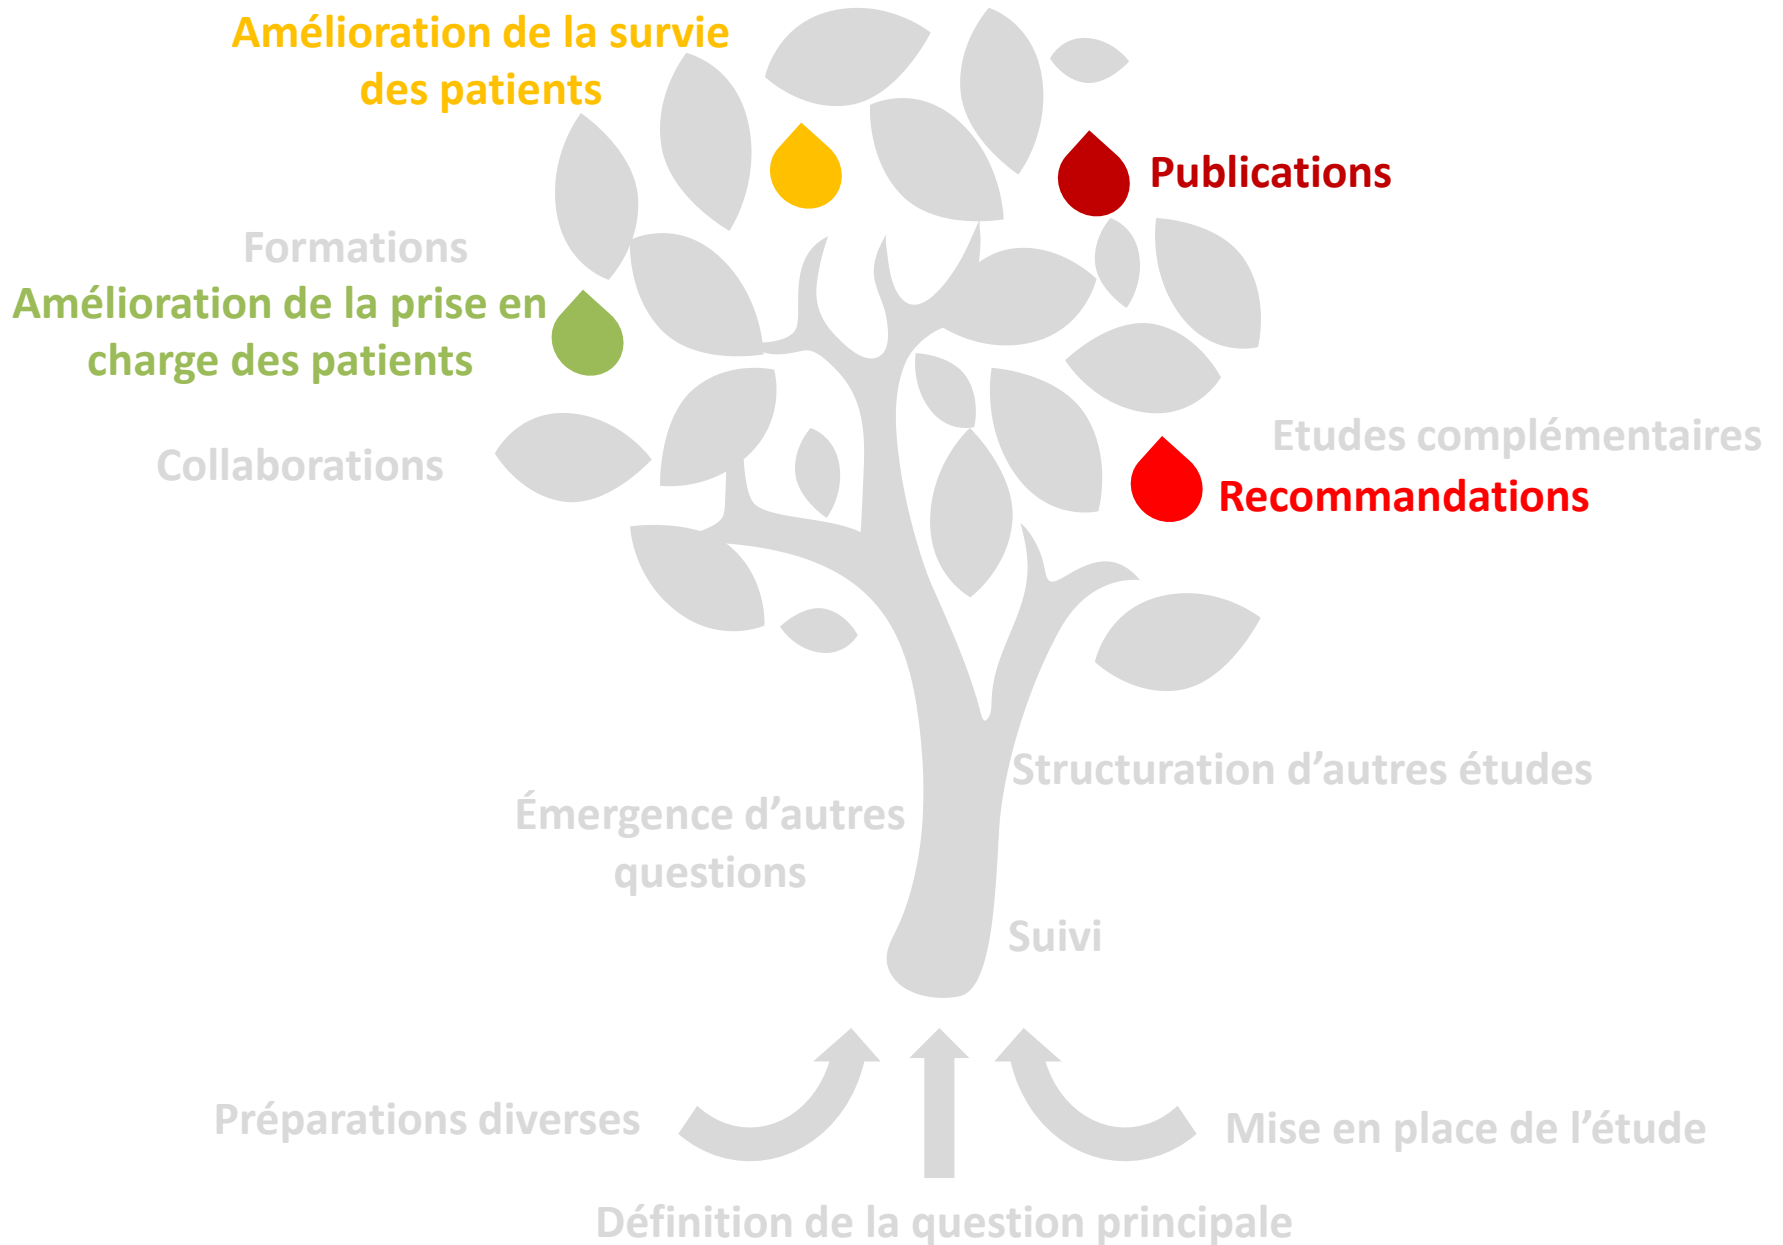 Amélioration de la survie
des patients
Publications
Formations
Amélioration de la prise en
charge des patients
Collaborations
Etudes complémentaires
Recommandations
Structuration d’autres études
Émergence d’autres
questions
Suivi
Préparations diverses
Mise en place de l’étude
Définition de la question principale